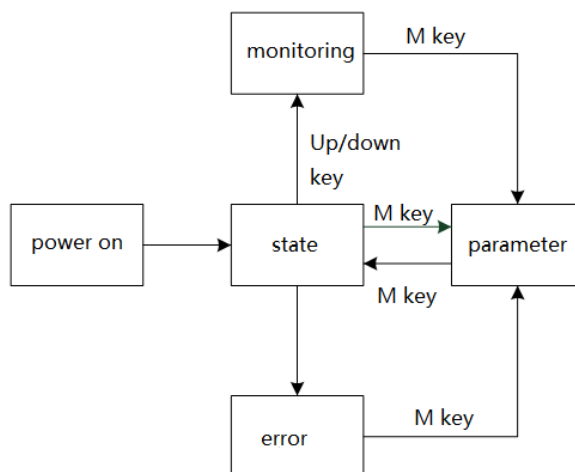 monitoring
M key
Up/down
key
power on
state
M key
parameter
M key
error
M key